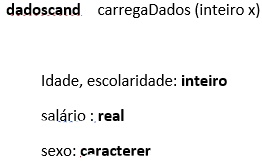 dadoscand carregaDados (inteiro x)
Idade, escolaridade: inteiro
salário : real
sexo: caracterer